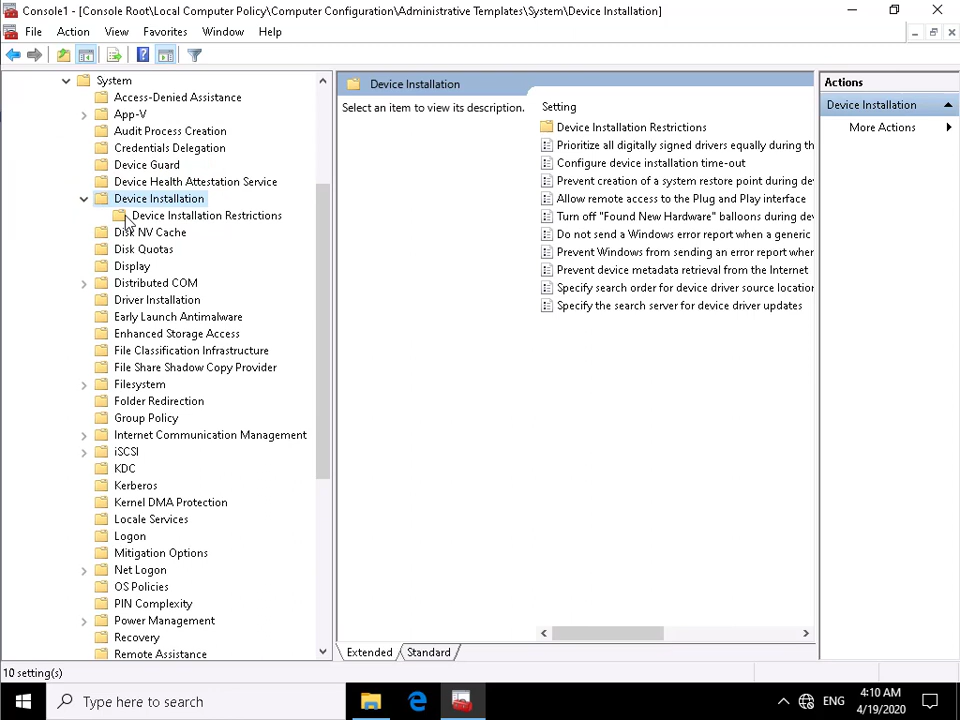 Console1 - [Console Root\Local Computer Policy\Computer Configuration\Administrative Templates\System\Device Installation]
File Action View Favorites Window Help
System
Access-Denied Assistance
App-V
Audit Process Creation
Credentials Delegation
Device Guard
Device Health Attestation Service
Device Installation
Device Installation Restrictions
Disk NV Cache
Disk Quotas
Display
Distributed COM
Driver Installation
Early Launch Antimalware
Enhanced Storage Access
File Classification Infrastructure
File Share Shadow Copy Provider
Filesystem
Folder Redirection
Group Policy
Internet Communication Management
iSCSI
KDC
Kerberos
Kernel DMA Protection
Locale Services
Logon
Mitigation Options
Net Logon
OS Policies
PIN Complexity
Power Management
Recovery
Remote Assistance
Device Installation
Select an item to view its description.
Setting
Device Installation Restrictions
Prioritize all digitally signed drivers equally during th
Configure device installation time-out
Prevent creation of a system restore point during de
Allow remote access to the Plug and Play interface
Turn off "Found New Hardware" balloons during de
Do not send a Windows error report when a generic
Prevent Windows from sending an error report when
Prevent device metadata retrieval from the Internet
Specify search order for device driver source location
Specify the search server for device driver updates
Extended Standard
Actions
Device Installation
More Actions
10 setting(s)
Type here to search
ENG
4:10 AM
4/19/2020